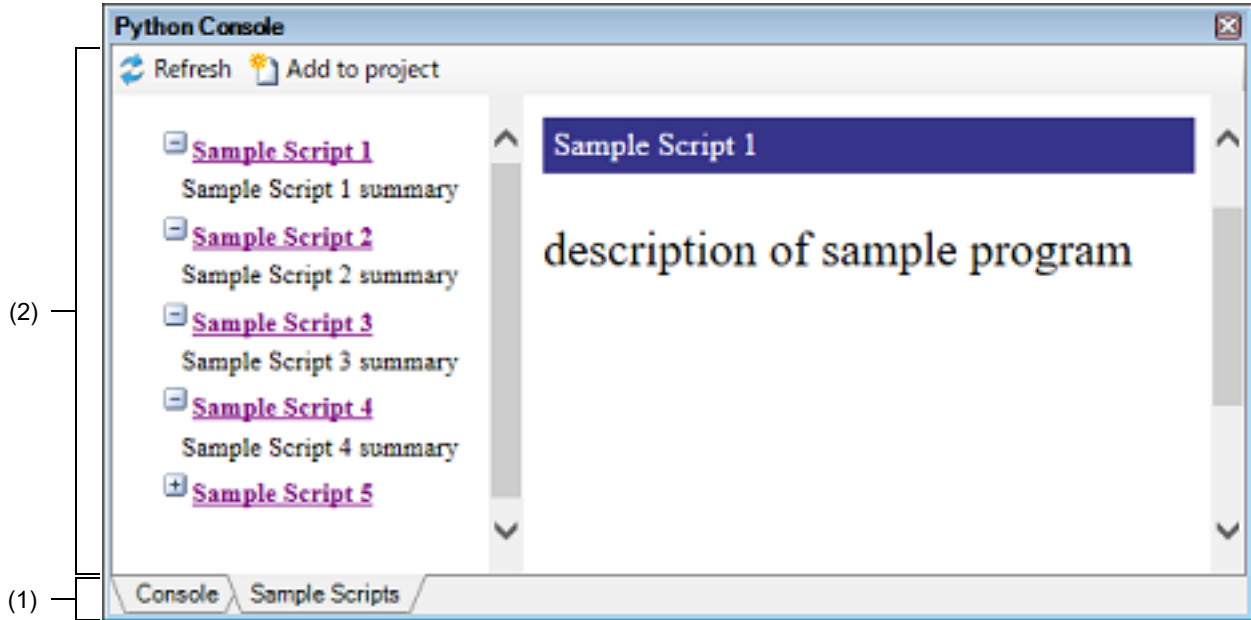 Python Console
Refresh Add to project
Sample Script 1
Sample Script 1 summary
Sample Script 2
Sample Script 2 summary
Sample Script 3
Sample Script 3 summary
Sample Script 4
Sample Script 4 summary
Sample Script 5
Sample Script 1
description of sample program
(2)
Console Sample Scripts
(1)